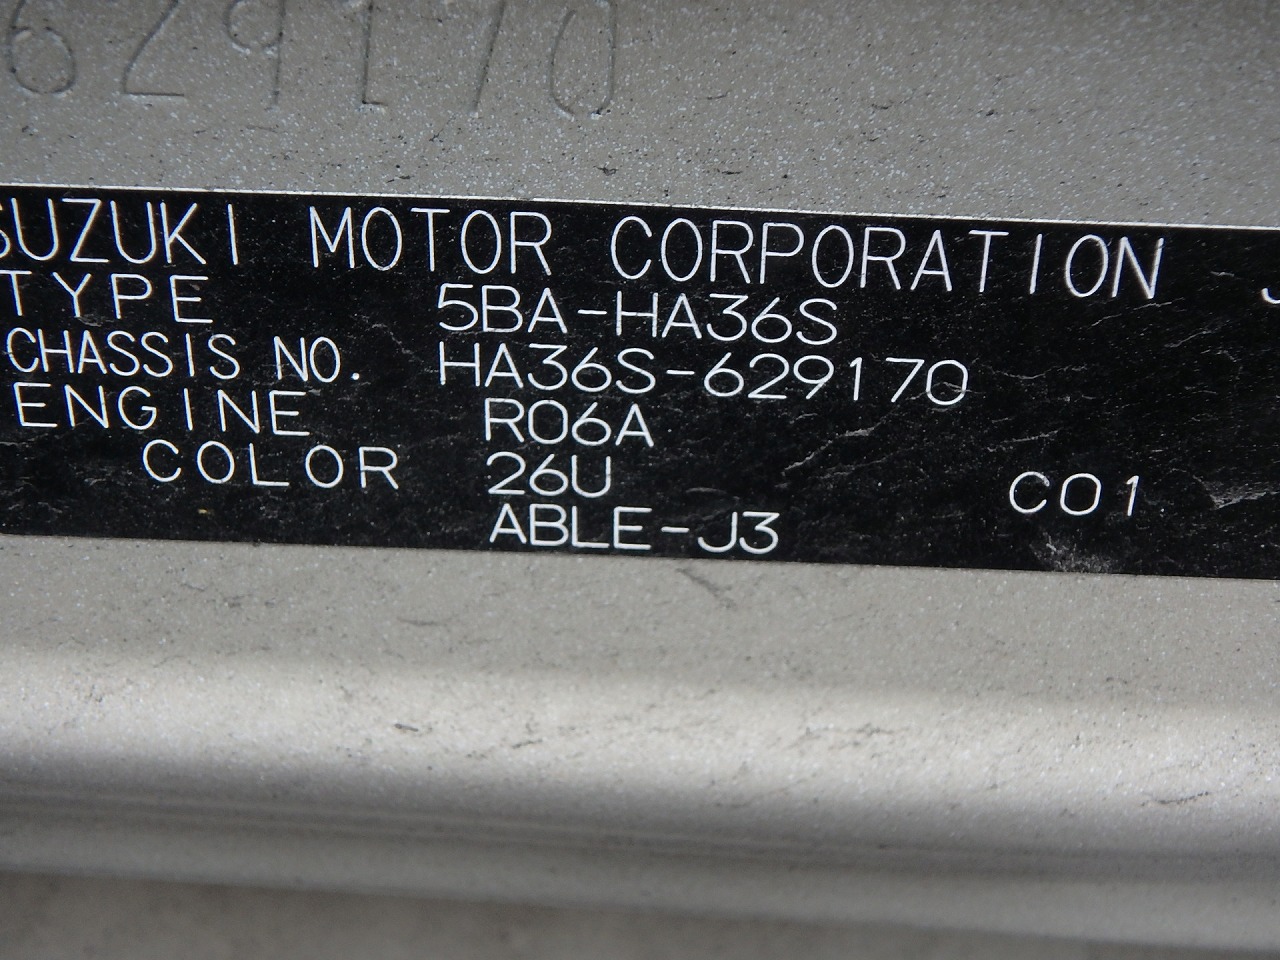 629170
SUZUKI MOTOR CORPORATION J
TYPE 5BA-HA36S
CHASSIS NO. HA36S-629170
ENGINE R06A
COLOR 26U C01
ABLE-J3